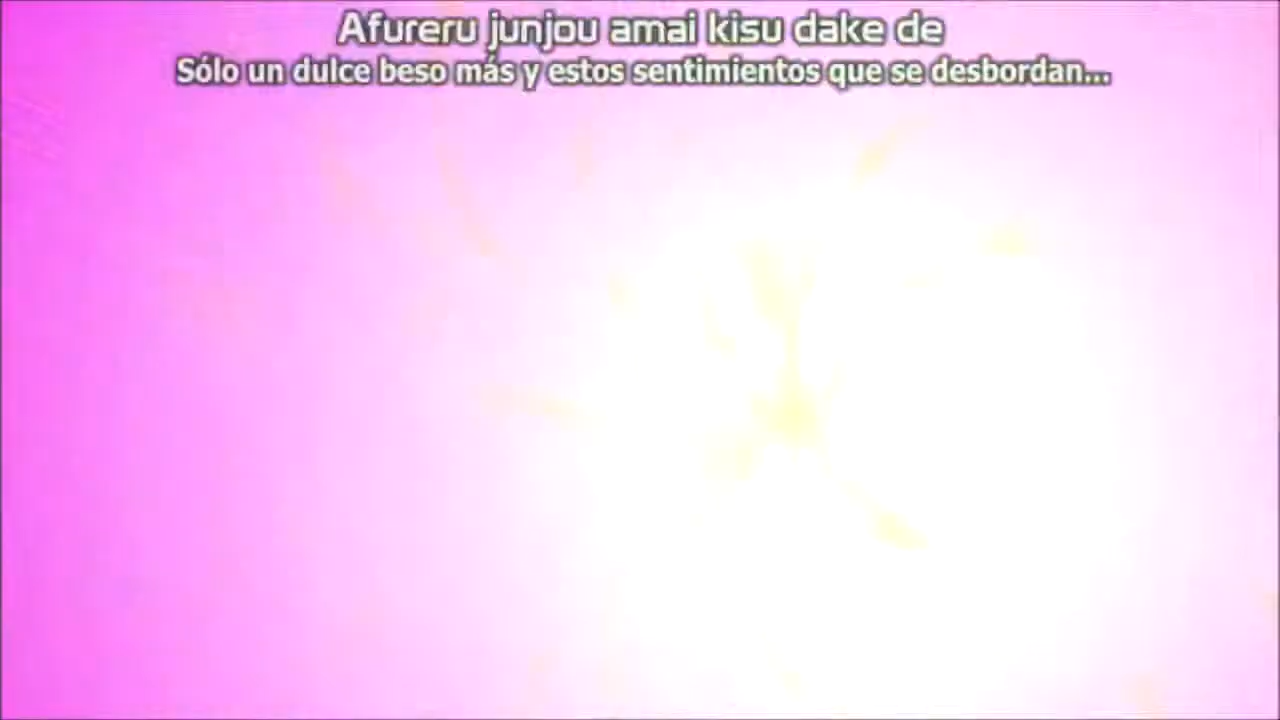 Afureru junjou amai kisu dake de
Sólo un dulce beso más y estos sentimientos que se desbordan...